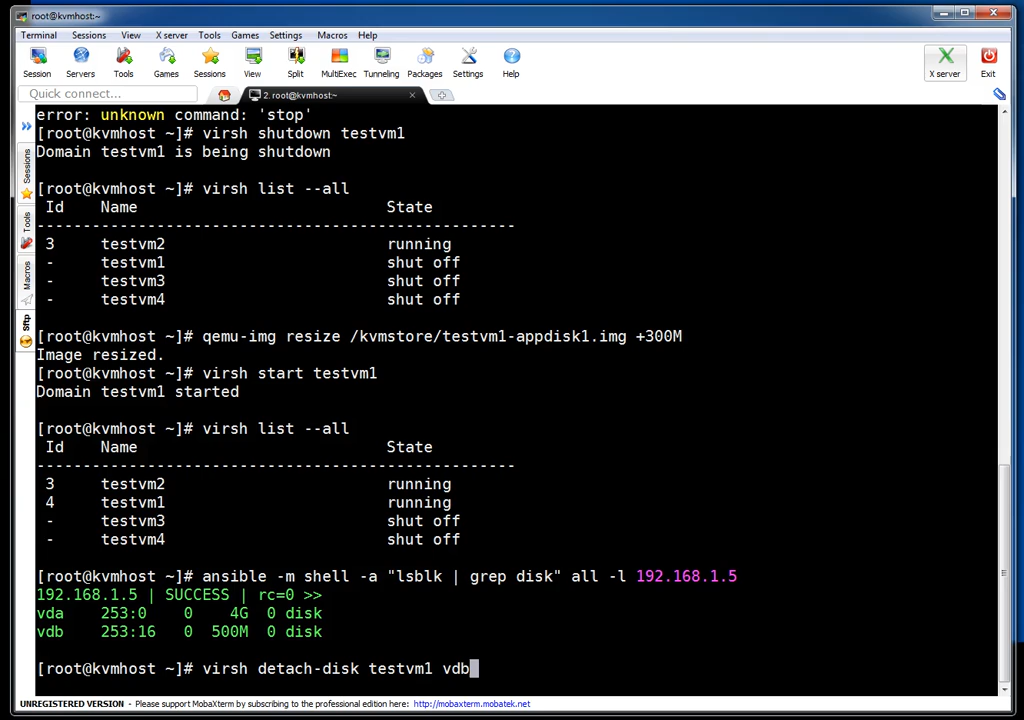 root@kvmhost:~
Terminal Sessions View X server Tools Games Settings Macros Help
Session Servers Tools Games Sessions View Split MultiExec Tunneling Packages Settings Help X server Exit
Quick connect... 2. root@kvmhost:~
Sessions
Tools
Macros
Sftp
error: unknown command: 'stop'
[root@kvmhost ~]# virsh shutdown testvm1
Domain testvm1 is being shutdown
[root@kvmhost ~]# virsh list --all
Id Name State
----------------------------------------------------
3 testvm2 running
- testvm1 shut off
- testvm3 shut off
- testvm4 shut off
[root@kvmhost ~]# qemu-img resize /kvmstore/testvm1-appdisk1.img +300M
Image resized.
[root@kvmhost ~]# virsh start testvm1
Domain testvm1 started
[root@kvmhost ~]# virsh list --all
Id Name State
----------------------------------------------------
3 testvm2 running
4 testvm1 running
- testvm3 shut off
- testvm4 shut off
[root@kvmhost ~]# ansible -m shell -a "lsblk | grep disk" all -l 192.168.1.5
192.168.1.5 | SUCCESS | rc=0 >>
vda 253:0 0 4G 0 disk
vdb 253:16 0 500M 0 disk
[root@kvmhost ~]# virsh detach-disk testvm1 vdb
UNREGISTERED VERSION - Please support MobaXterm by subscribing to the professional edition here: http://mobaxterm.mobatek.net